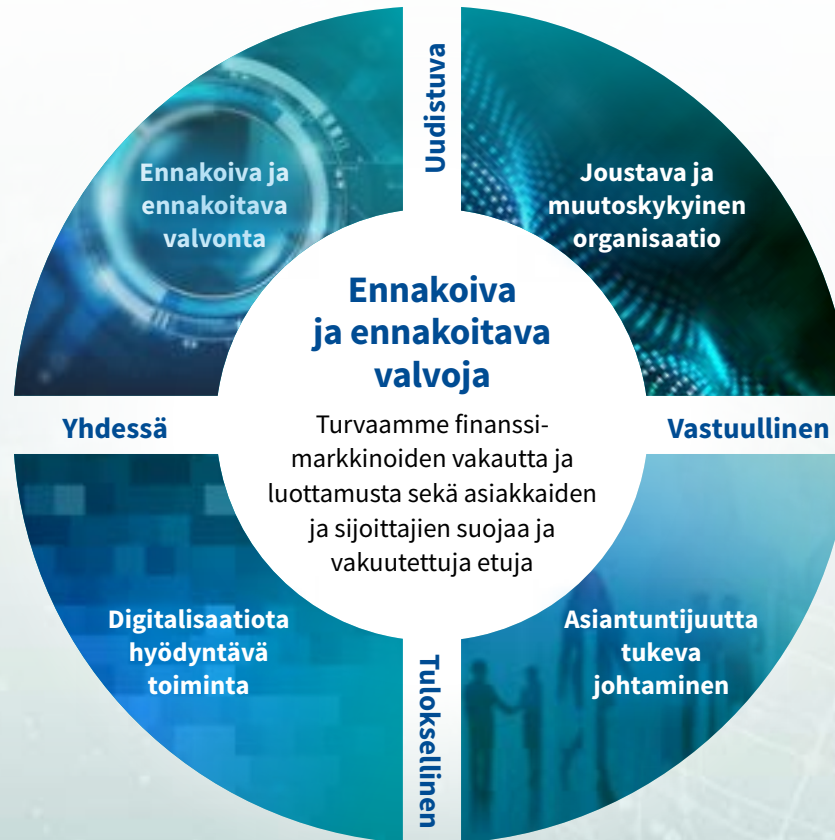 Uudistuva
Ennakoiva ja
ennakoitava
valvonta
Joustava ja
muutoskykyinen
organisaatio
Ennakoiva
ja ennakoitava
valvoja
Turvaamme finanssi-
markkinoiden vakautta ja
luottamusta sekä asiakkaiden
ja sijoittajien suojaa ja
vakuutettuja etuja
Yhdessä
Vastuullinen
Digitalisaatiota
hyödyntävä
toiminta
Asiantuntijuutta
tukeva
johtaminen
Tuloksellinen